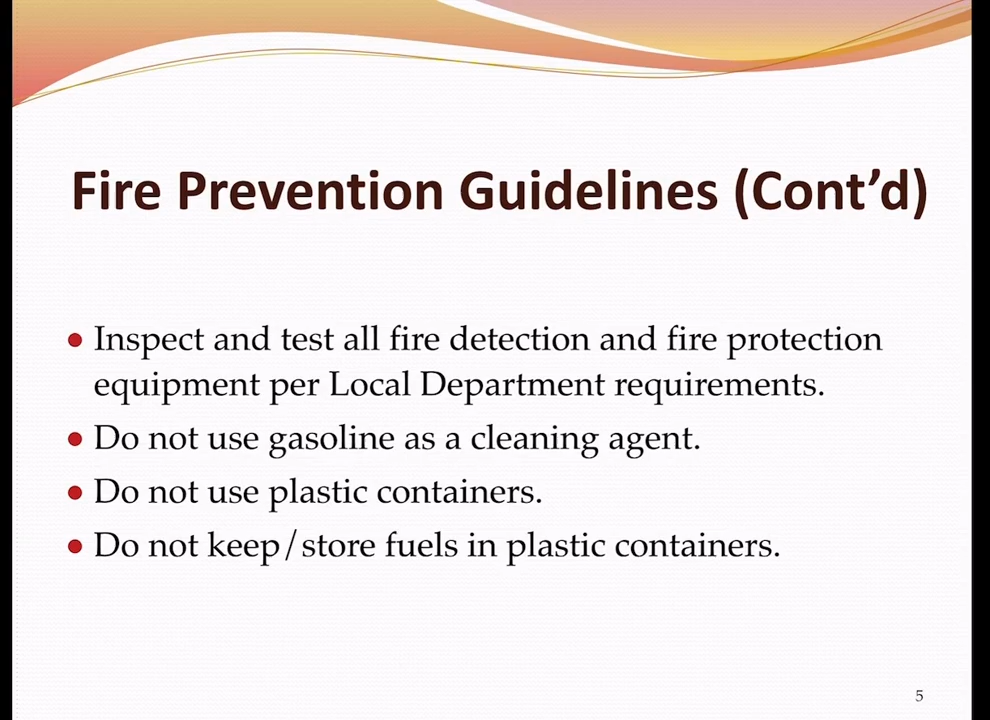 Fire Prevention Guidelines (Cont’d)
Inspect and test all fire detection and fire protection
equipment per Local Department requirements.
Do not use gasoline as a cleaning agent.
Do not use plastic containers.
Do not keep/store fuels in plastic containers.
5